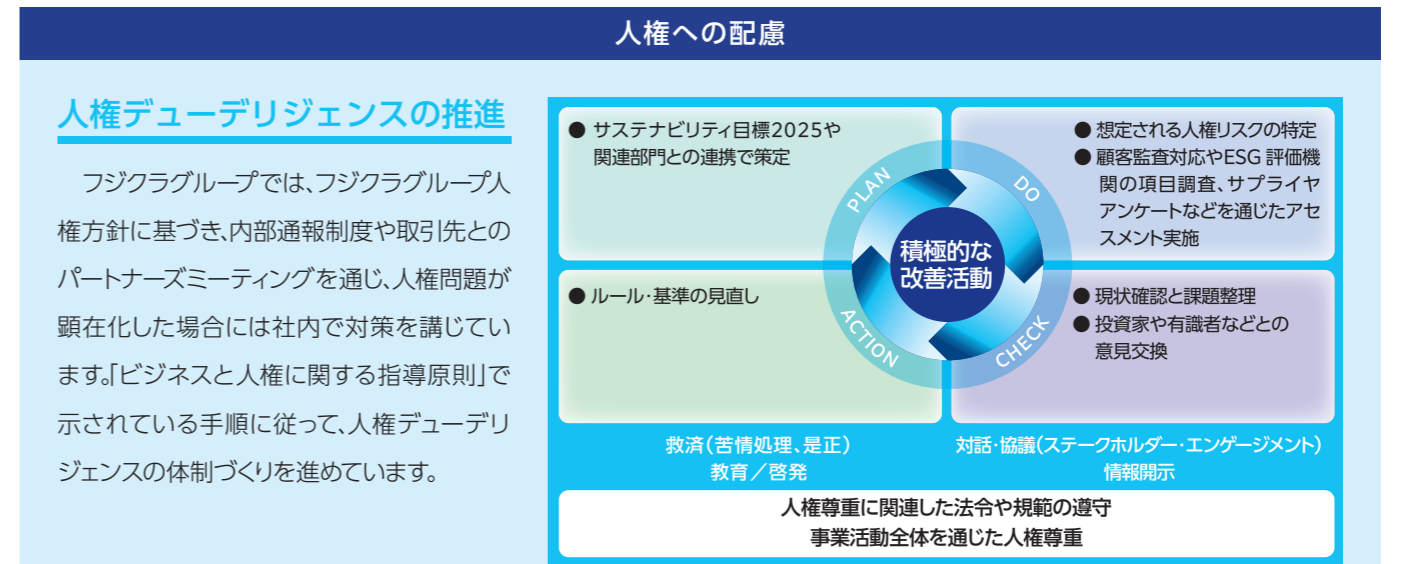 人権への配慮
人権デューデリジェンスの推進
フジクラグループでは、フジクラグループ人
権方針に基づき、内部通報制度や取引先との
パートナーズミーティングを通じ、人権問題が
顕在化した場合には社内で対策を講じてい
ます。「ビジネスと人権に関する指導原則」で
示されている手順に従って、人権デューデリ
ジェンスの体制づくりを進めています。
● サステナビリティ目標2025や
関連部門との連携で策定
● 想定される人権リスクの特定
● 顧客監査対応やESG 評価機
関の項目調査、サプライヤ
アンケートなどを通じたアセ
スメント実施
PLAN
DO
積極的な
改善活動
● ルール・基準の見直し
● 現状確認と課題整理
● 投資家や有識者などとの
意見交換
ACTION
CHECK
救済（苦情処理、是正）
教育／啓発
対話・協議（ステークホルダー・エンゲージメント）
情報開示
人権尊重に関連した法令や規範の遵守
事業活動全体を通じた人権尊重